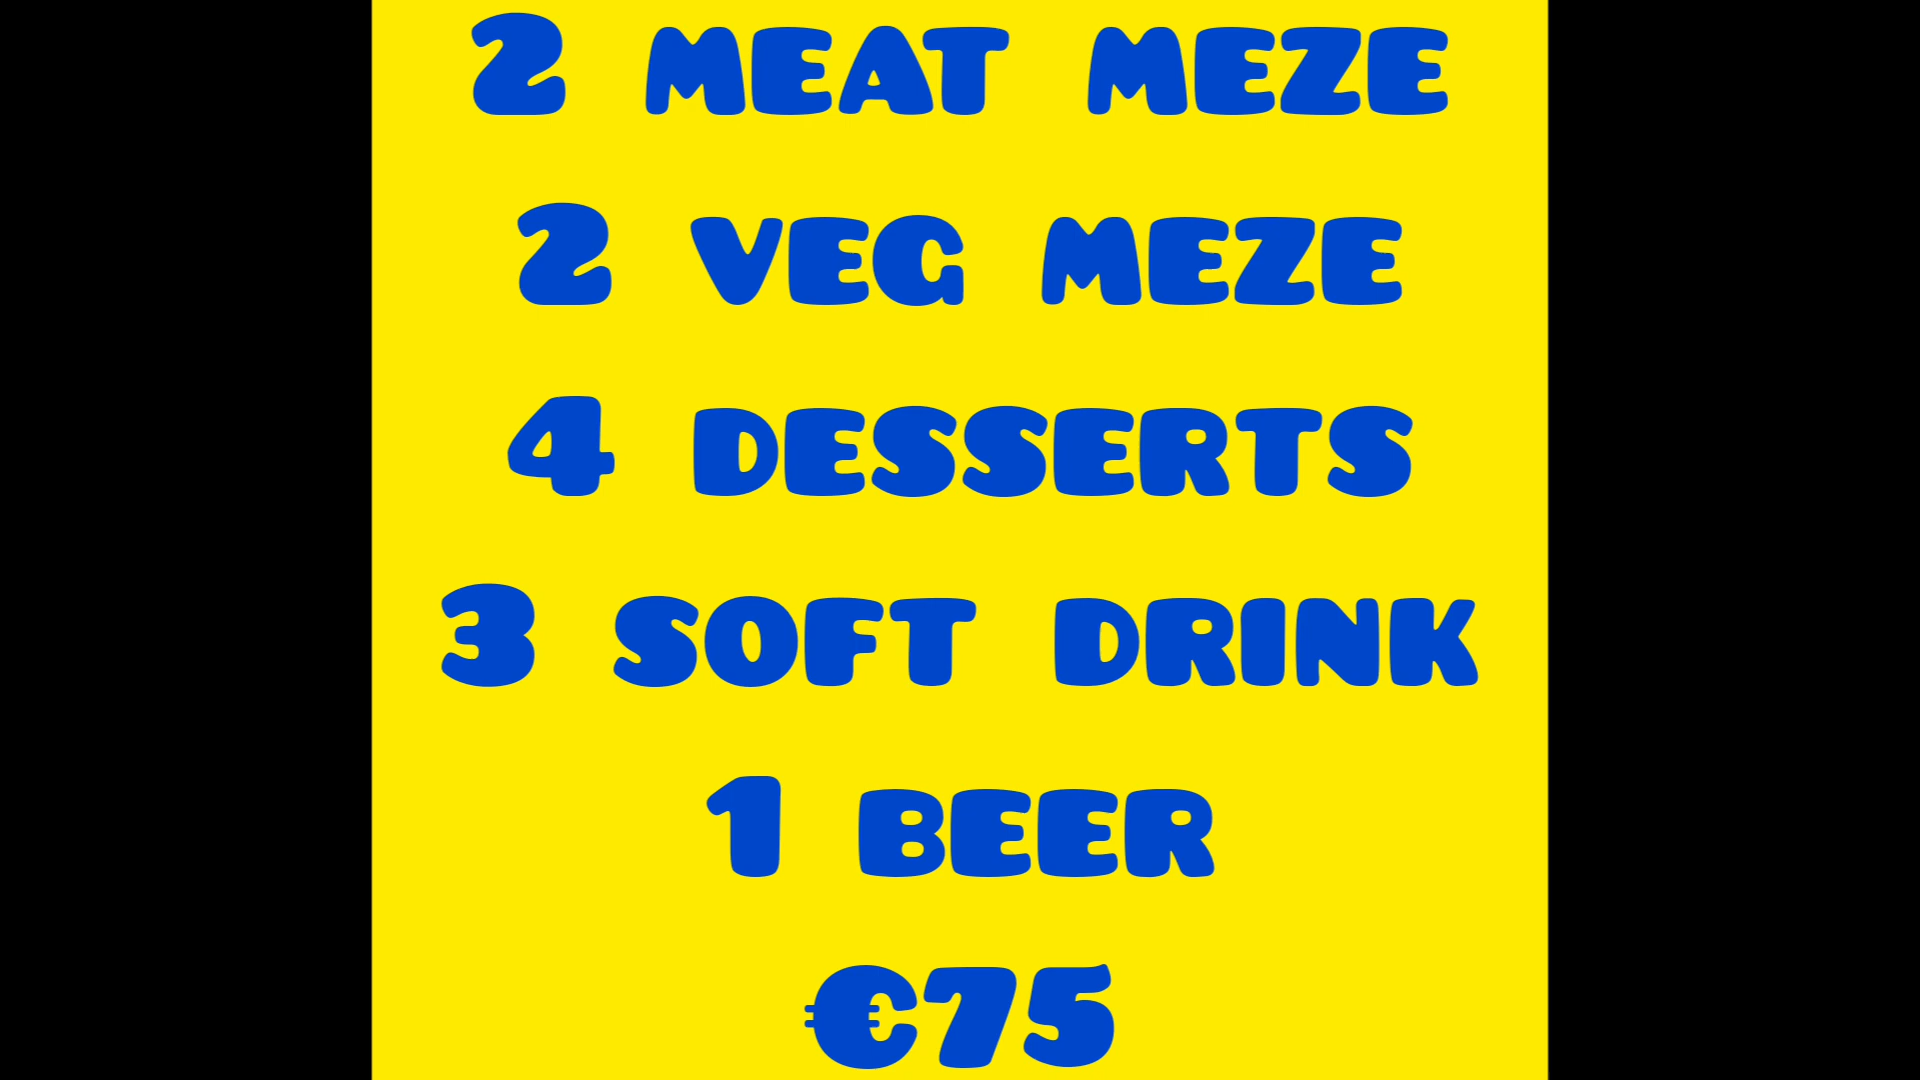 2 MEAT MEZE
2 VEG MEZE
4 DESSERTS
3 SOFT DRINK
1 BEER
€75